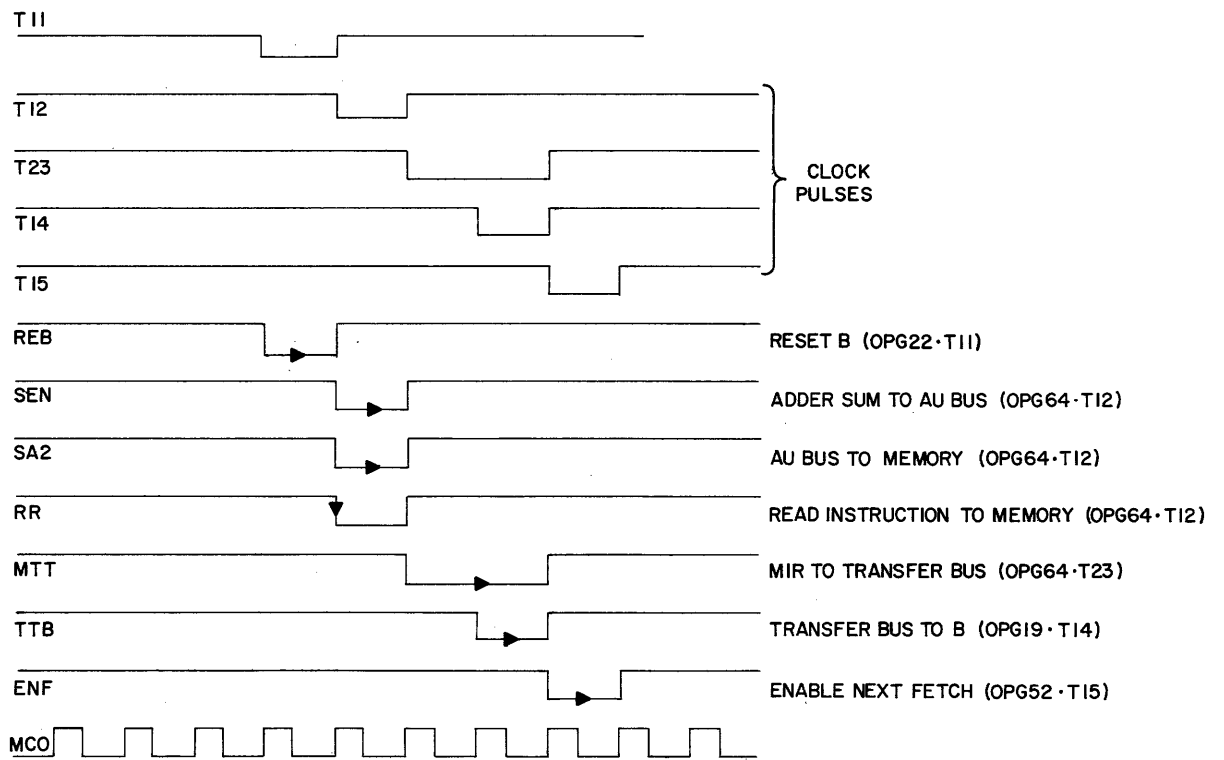 T11
T12
T23
T14
T15
CLOCK
PULSES
REB
RESET B (OPG22·T11)
SEN
ADDER SUM TO AU BUS (OPG64·T12)
SA2
AU BUS TO MEMORY (OPG64·T12)
RR
READ INSTRUCTION TO MEMORY (OPG64·T12)
MTT
MIR TO TRANSFER BUS (OPG64·T23)
TTB
TRANSFER BUS TO B (OPG19·T14)
ENF
ENABLE NEXT FETCH (OPG52·T15)
MCO